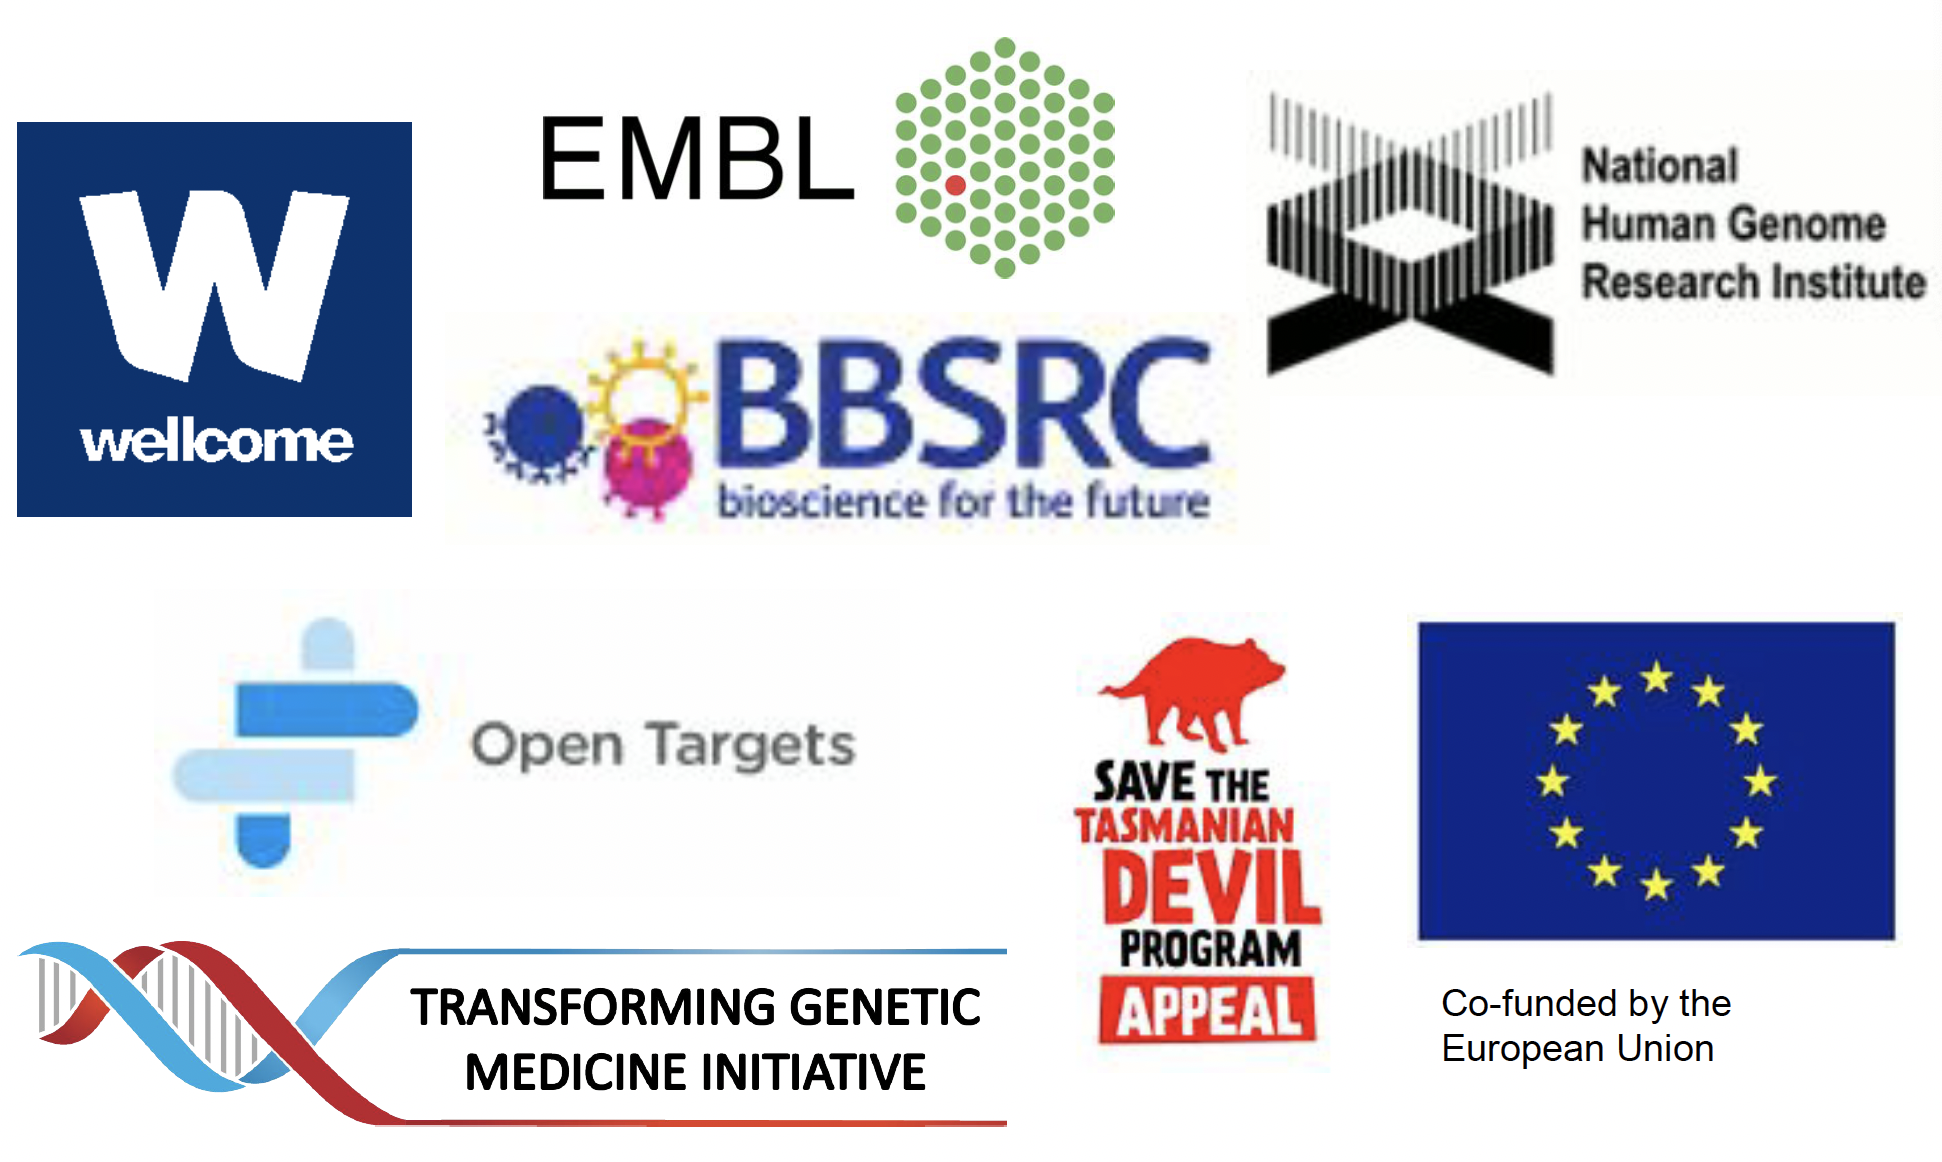 W
wellcome
EMBL
National
Human Genome
Research Institute
BBSRC
bioscience for the future
Open Targets
SAVE THE
TASMANIAN
DEVIL
PROGRAM
APPEAL
TRANSFORMING GENETIC
MEDICINE INITIATIVE
Co-funded by the
European Union